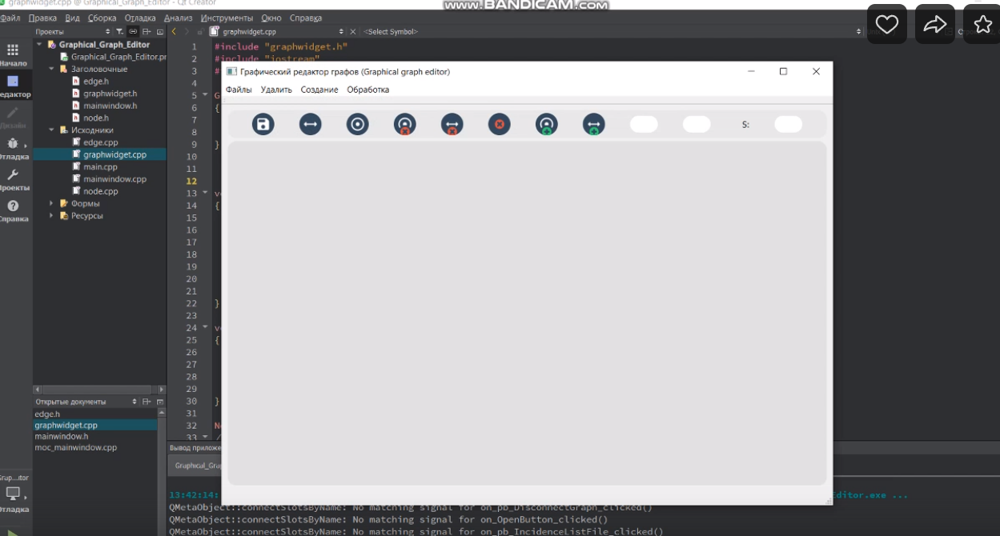 graphwidget.cpp @ Graphical_Graph_Editor - Qt Creator
www.BANDICAM.com
Файл Правка Вид Сборка Отладка Анализ Инструменты Окно Справка
Проекты graphwidget.cpp <Select Symbol>
Начало
Graphical_Graph_Editor
Graphical_Graph_Editor.pr
Заголовочные
edge.h
graphwidget.h
mainwindow.h
node.h
Исходники
edge.cpp
graphwidget.cpp
main.cpp
mainwindow.cpp
node.cpp
Формы
Ресурсы
едактор
Дизайн
Отладка
Проекты
Справка
1 #include "graphwidget.h"
2 #include "iostream"
3 #
4
5 G
6 {
7
8
9 }
10
11
12
13 v
14 {
15
16
17
18
19
20
21
22 }
23
24 v
25 {
26
27
28
29
30 }
31
32 N
33 /
Графический редактор графов (Graphical graph editor)
Файлы Удалить Создание Обработка
S:
Открытые документы
edge.h
graphwidget.cpp
mainwindow.h
moc_mainwindow.cpp
Grap...itor
Отладка
Вывод приложе
Graphical_Gra
13:42:14: Editor.exe ...
QMetaObject::connectSlotsByName: No matching signal for on_pb_DisconnectGraph_clicked()
QMetaObject::connectSlotsByName: No matching signal for on_OpenButton_clicked()
QMetaObject::connectSlotsByName: No matching signal for on_pb_IncidenceListFile_clicked()